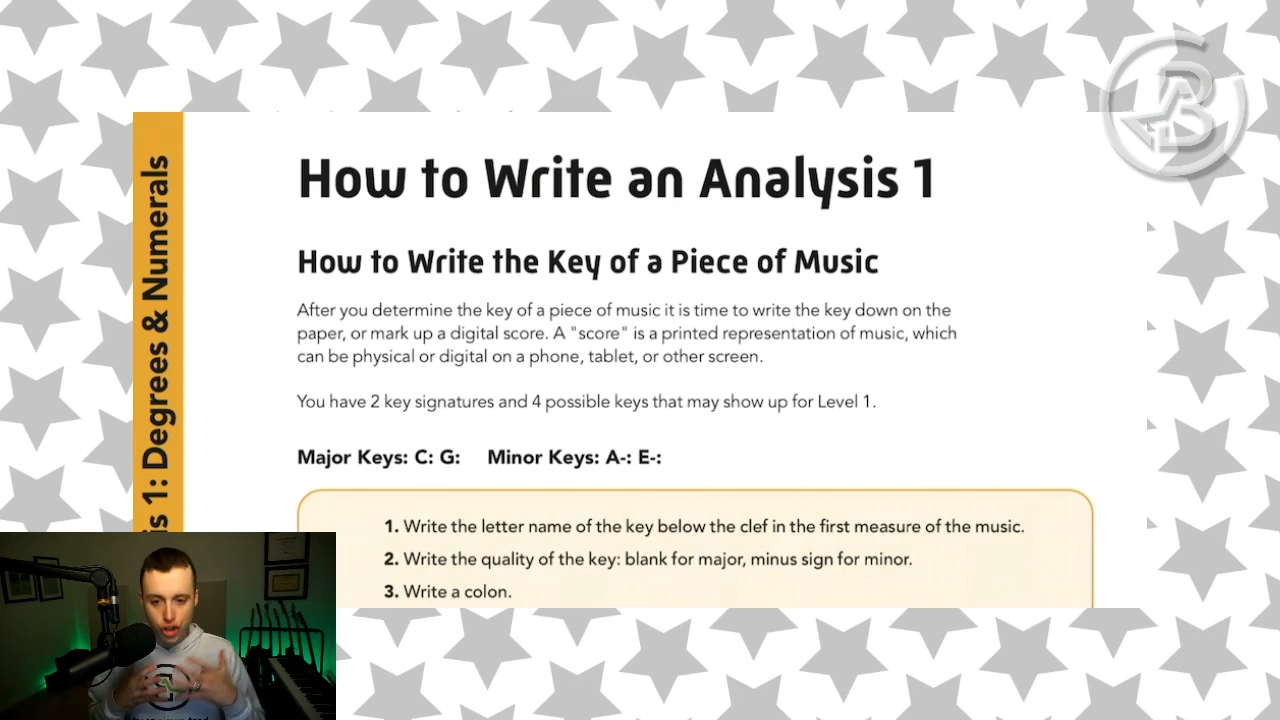 How to Write an Analysis 1
How to Write the Key of a Piece of Music
After you determine the key of a piece of music it is time to write the key down on the
paper, or mark up a digital score. A "score" is a printed representation of music, which
can be physical or digital on a phone, tablet, or other screen.
You have 2 key signatures and 4 possible keys that may show up for Level 1.
Major Keys: C: G: Minor Keys: A-: E-:
1. Write the letter name of the key below the clef in the first measure of the music.
2. Write the quality of the key: blank for major, minus sign for minor.
3. Write a colon.
is 1: Degrees & Numerals